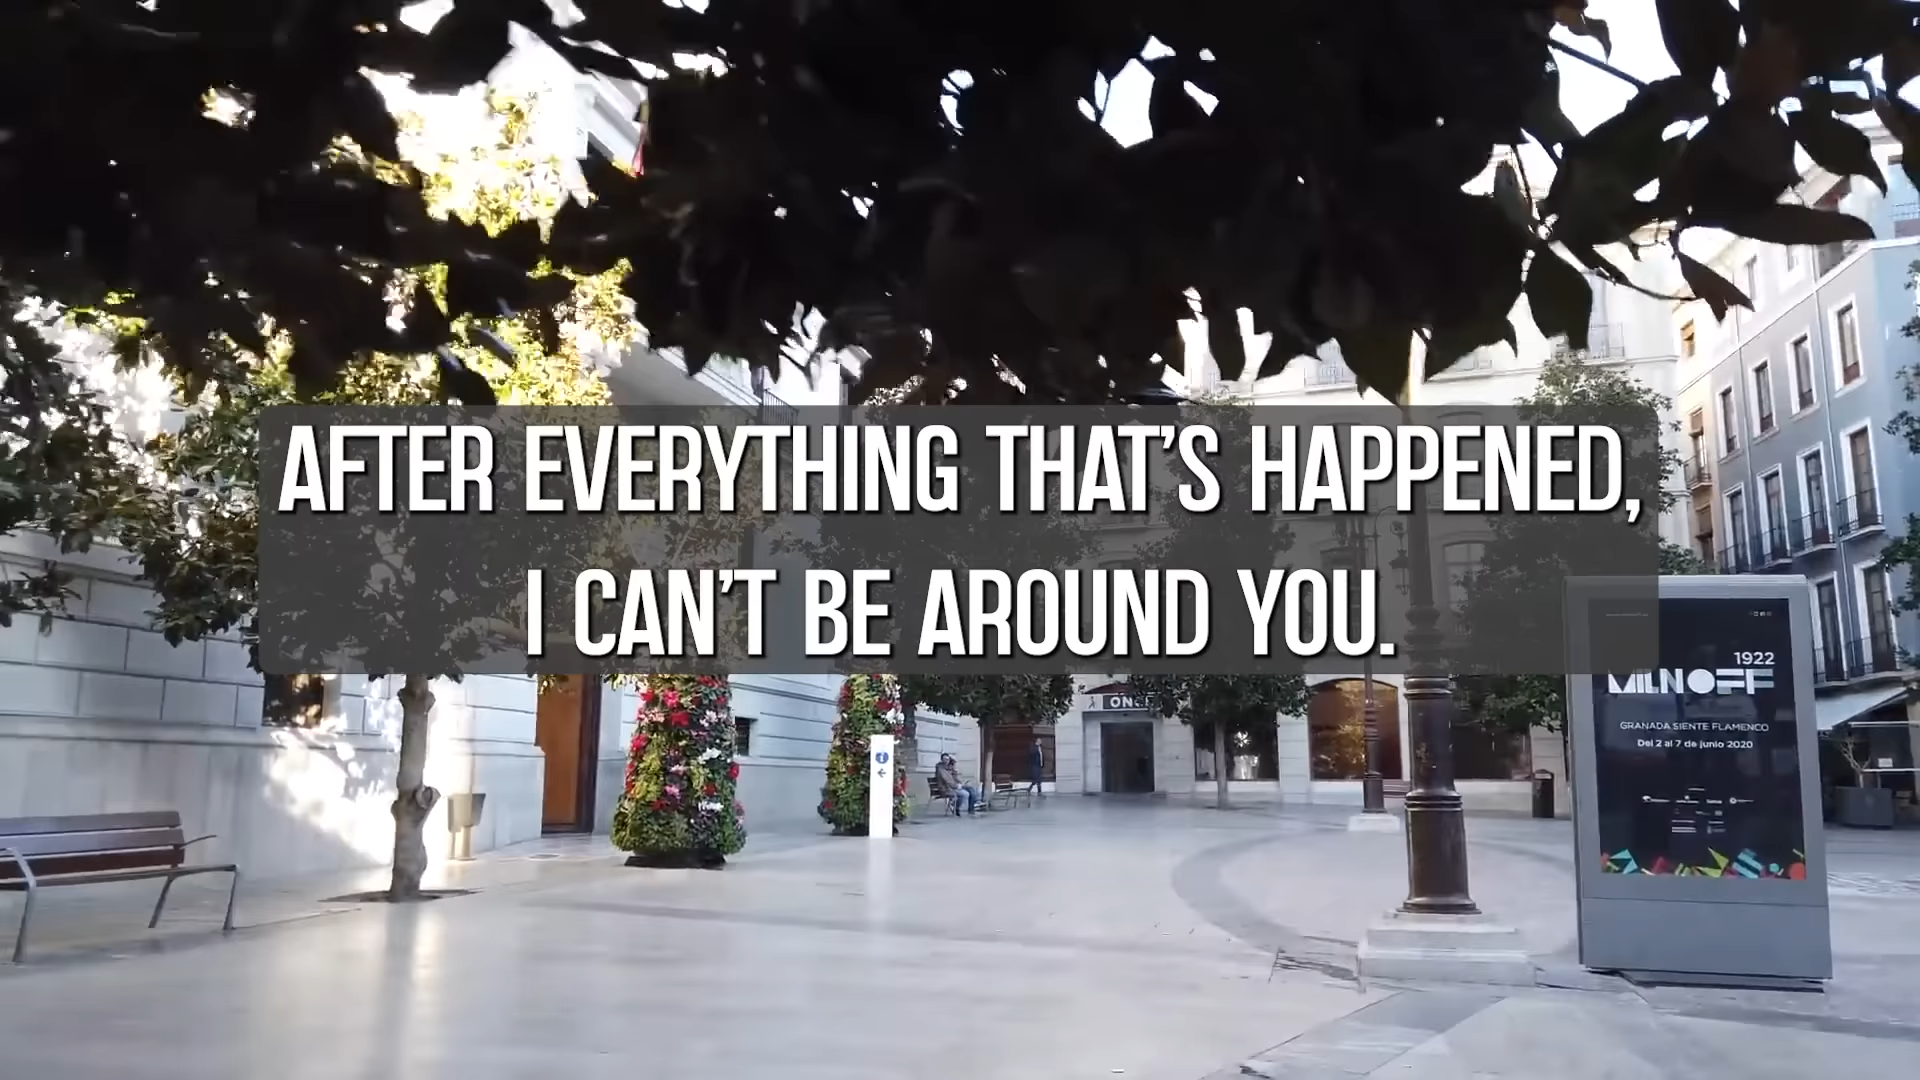 AFTER EVERYTHING THAT’S HAPPENED,
I CAN’T BE AROUND YOU.
1922
MILNOFF
GRANADA SIENTE FLAMENCO
Del 2 al 7 de junio 2020